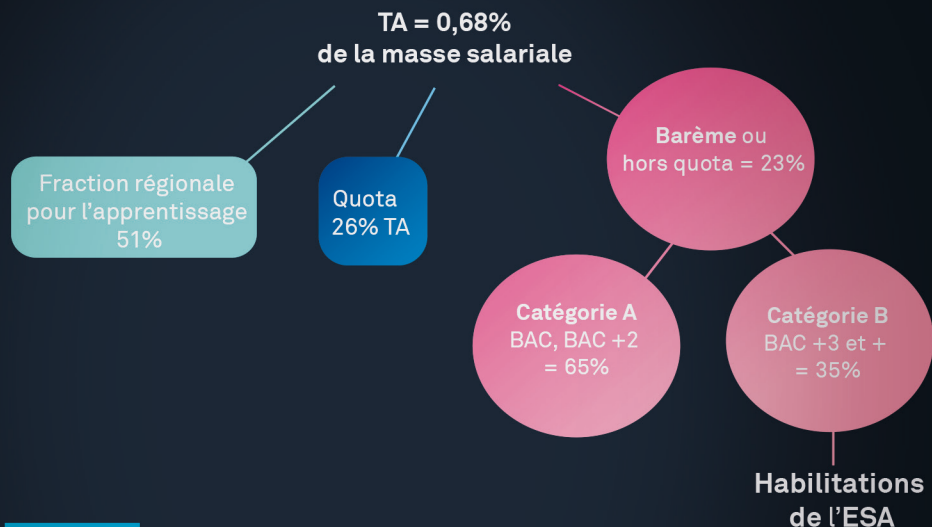 TA = 0,68%
de la masse salariale
Fraction régionale
pour l'apprentissage
51%
Quota
26% TA
Barème ou
hors quota = 23%
Catégorie A
BAC, BAC +2
= 65%
Catégorie B
BAC +3 et +
= 35%
Habilitations
de l'ESA